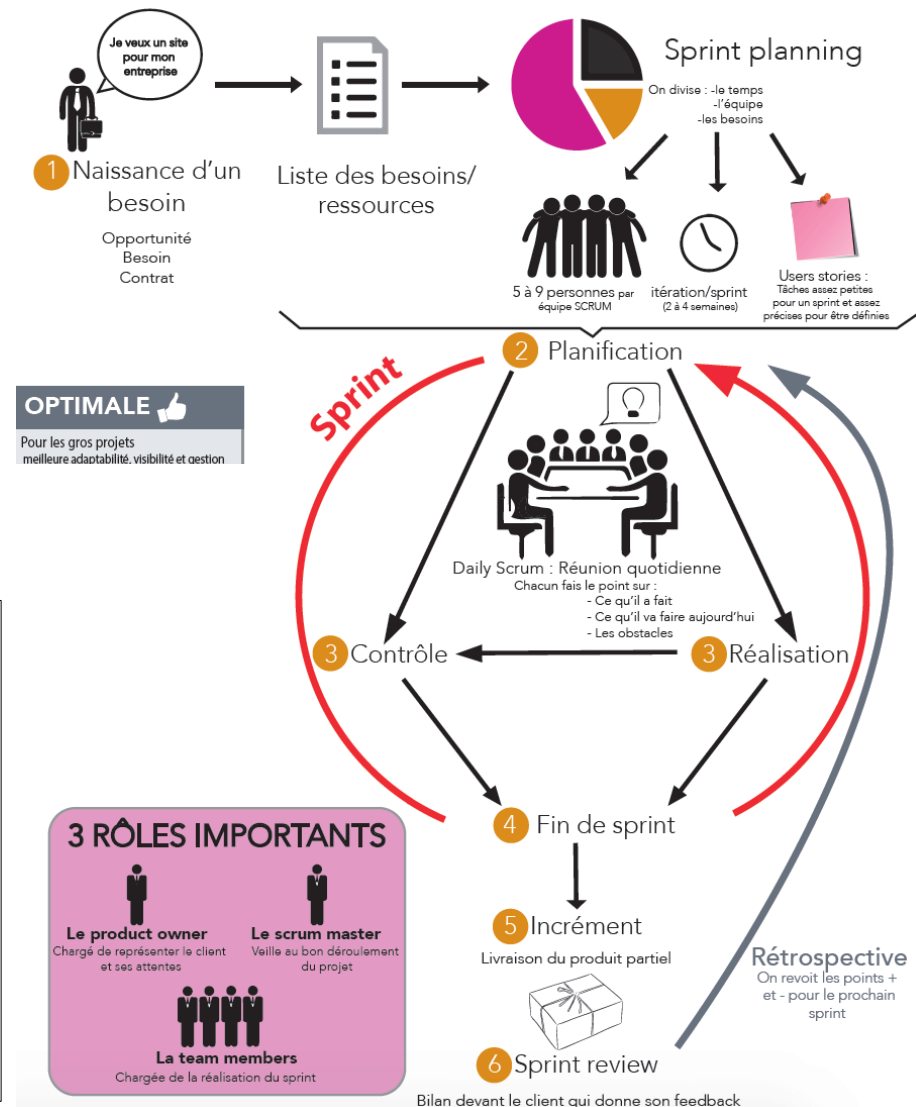 Je veux un site
pour mon
entreprise
1 Naissance d'un
besoin
Opportunité
Besoin
Contrat
Liste des besoins/
ressources
Sprint planning
On divise : -le temps
-l'équipe
-les besoins
5 à 9 personnes par
équipe SCRUM
itération/sprint
(2 à 4 semaines)
Users stories :
Tâches assez petites
pour un sprint et assez
précises pour être définies
2 Planification
Sprint
OPTIMALE
Pour les gros projets
meilleure adaptabilité, visibilité et gestion
Daily Scrum : Réunion quotidienne
Chacun fais le point sur :
- Ce qu'il a fait
- Ce qu'il va faire aujourd'hui
- Les obstacles
3 Contrôle
3 Réalisation
4 Fin de sprint
5 Incrément
Livraison du produit partiel
Rétrospective
On revoit les points +
et - pour le prochain
sprint
6 Sprint review
Bilan devant le client qui donne son feedback
3 RÔLES IMPORTANTS
Le product owner
Chargé de représenter le client
et ses attentes
Le scrum master
Veille au bon déroulement
du projet
La team members
Chargée de la réalisation du sprint